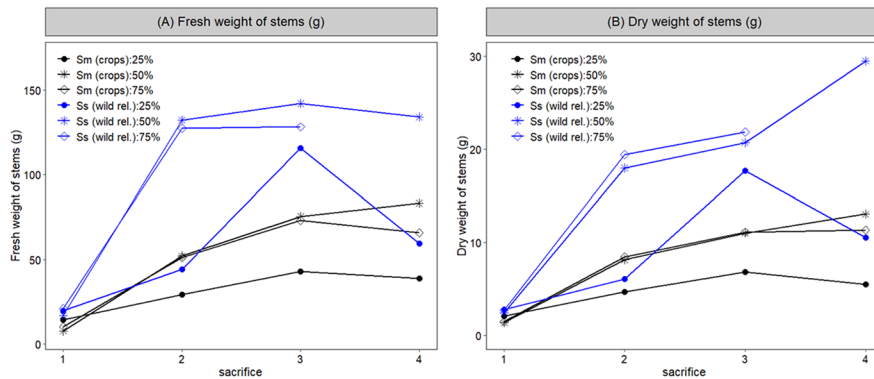 (A) Fresh weight of stems (g)
Sm (crops):25%
Sm (crops):50%
Sm (crops):75%
Ss (wild rel.):25%
Ss (wild rel.):50%
Ss (wild rel.):75%
Fresh weight of stems (g)
150
100
50
0
1 2 3 4
sacrifice
(B) Dry weight of stems (g)
Sm (crops):25%
Sm (crops):50%
Sm (crops):75%
Ss (wild rel.):25%
Ss (wild rel.):50%
Ss (wild rel.):75%
Dry weight of stems (g)
30
20
10
0
1 2 3 4
sacrifice